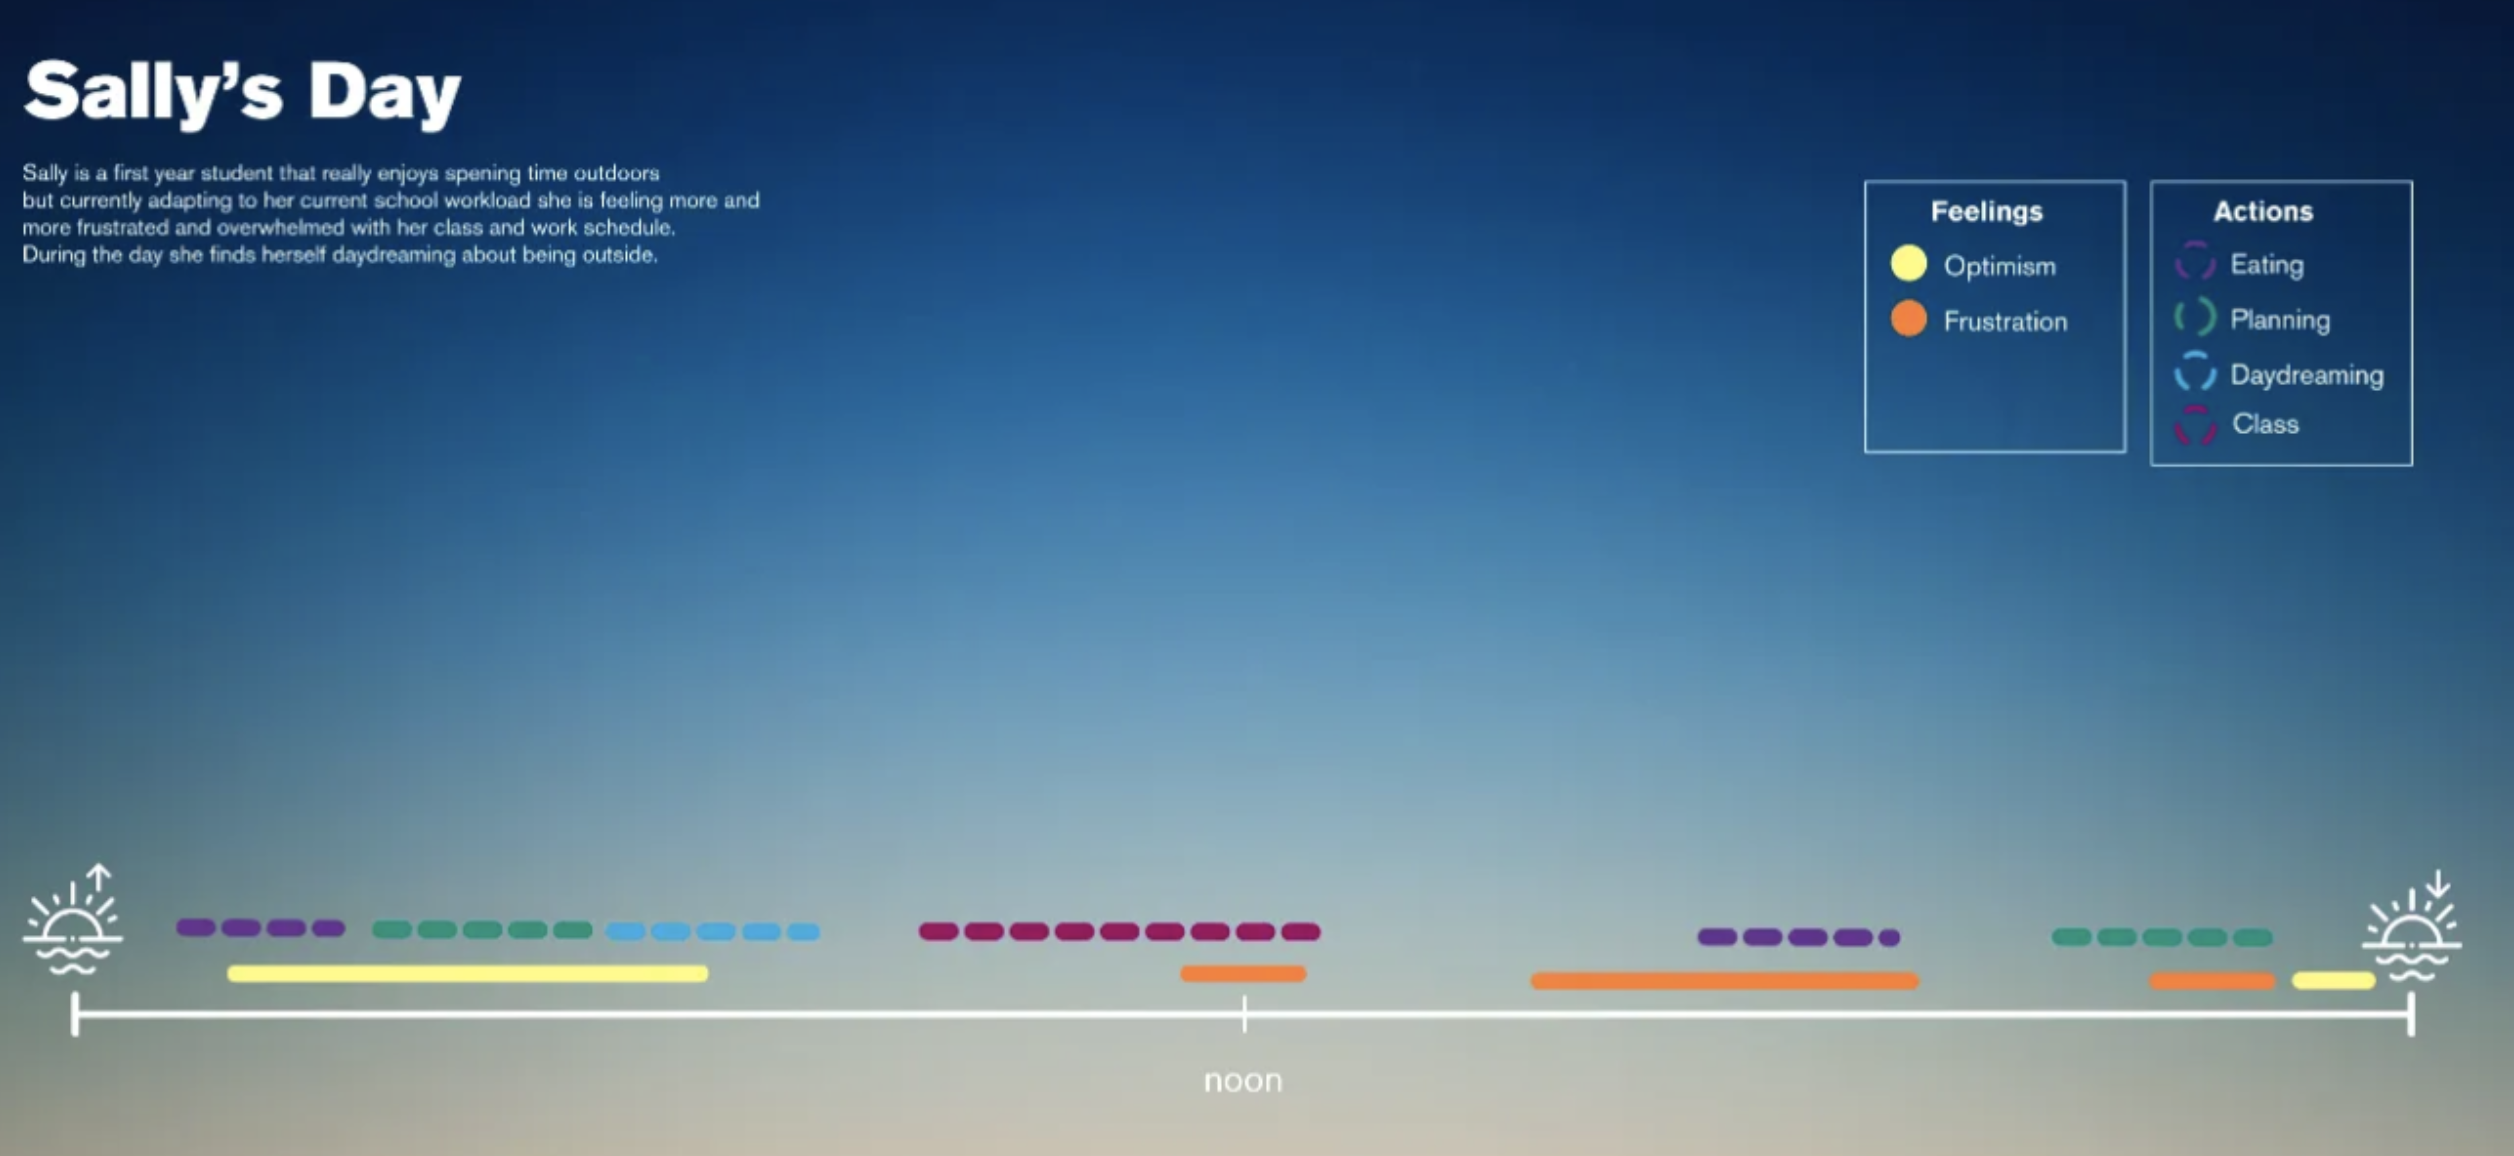 Sally's Day
Sally is a first year student that really enjoys spening time outdoors
but currently adapting to her current school workload she is feeling more and
more frustrated and overwhelmed with her class and work schedule.
During the day she finds herself daydreaming about being outside.
Feelings
Optimism
Frustration
Actions
Eating
Planning
Daydreaming
Class
noon